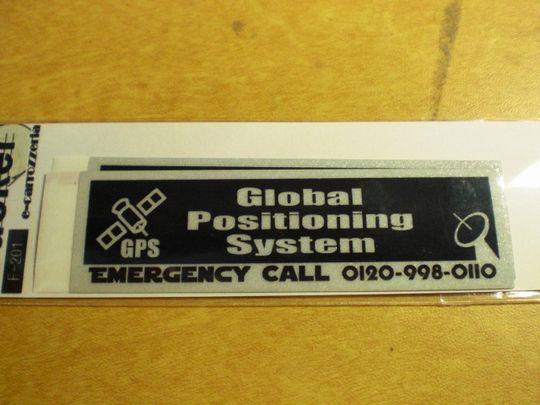 Global
Positioning
System
GPS
EMERGENCY CALL 0120-998-0110
e-carrozzeria
F-201